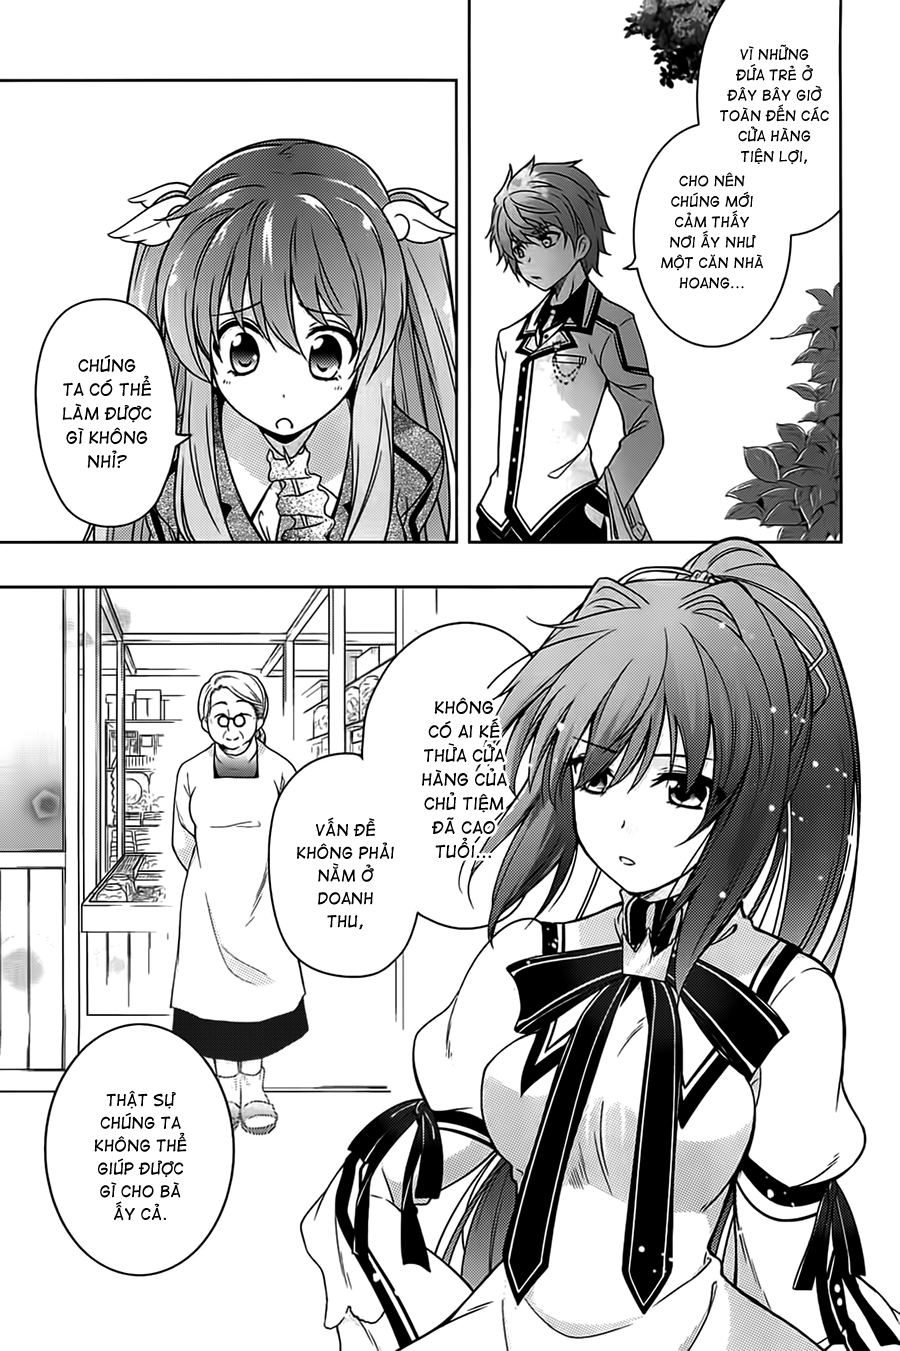 VÌ NHỮNG
ĐỨA TRẺ Ở
ĐÂY BÂY GIỜ
TOÀN ĐẾN CÁC
CỬA HÀNG
TIỆN LỢI,
CHO NÊN
CHÚNG MỚI
CẢM THẤY
NƠI ẤY NHƯ
MỘT CĂN NHÀ
HOANG...
CHÚNG
TA CÓ THỂ
LÀM ĐƯỢC
GÌ KHÔNG
NHỈ?
KHÔNG
CÓ AI KẾ
THỪA CỬA
HÀNG CỦA
CHỦ TIỆM
ĐÃ CAO
TUỔI...
VẤN ĐỀ
KHÔNG PHẢI
NẰM Ở
DOANH
THU,
THẬT SỰ
CHÚNG TA
KHÔNG THỂ
GIÚP ĐƯỢC
GÌ CHO BÀ
ẤY CẢ.